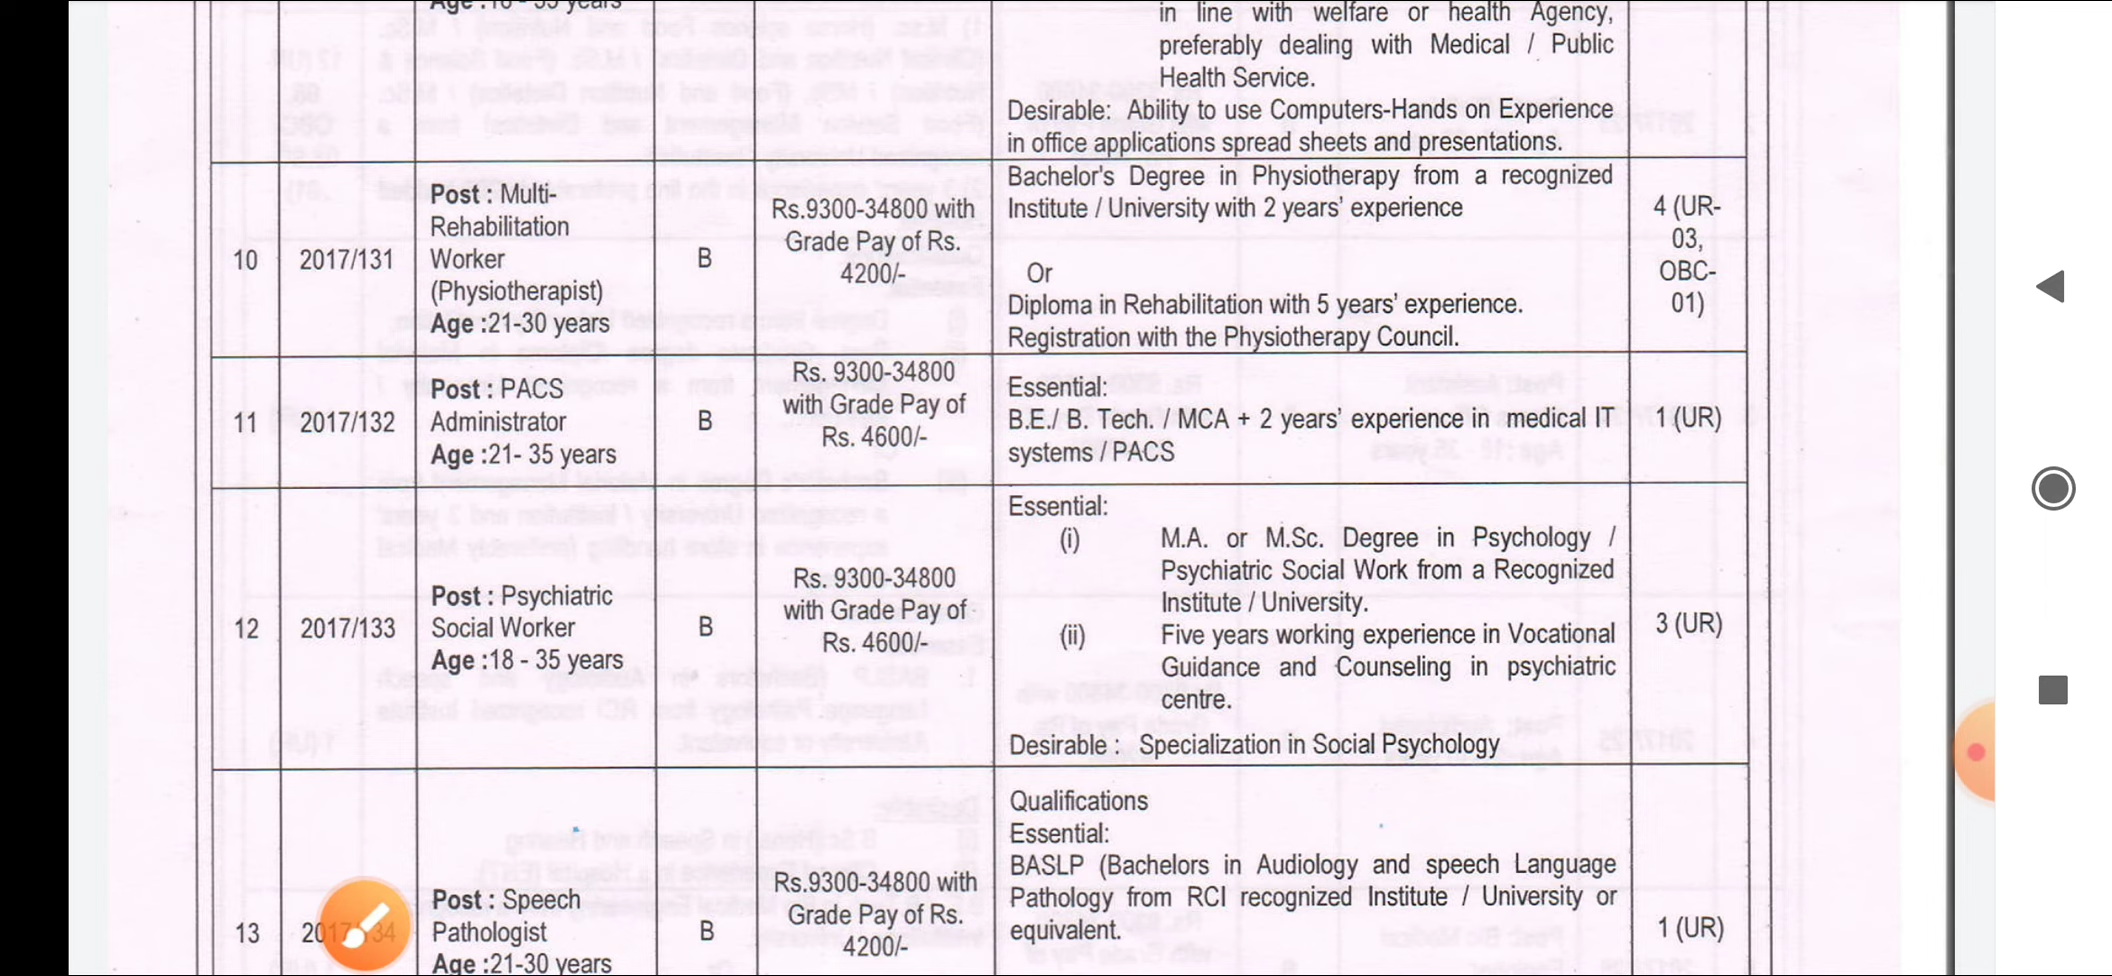 Age :18 - 35 years
in line with welfare or health Agency,
preferably dealing with Medical / Public
Health Service.
Desirable: Ability to use Computers-Hands on Experience
in office applications spread sheets and presentations.
10
2017/131
Post : Multi-
Rehabilitation
Worker
(Physiotherapist)
Age :21-30 years
B
Rs.9300-34800 with
Grade Pay of Rs.
4200/-
Bachelor's Degree in Physiotherapy from a recognized
Institute / University with 2 years' experience
Or
Diploma in Rehabilitation with 5 years' experience.
Registration with the Physiotherapy Council.
4 (UR-
03,
OBC-
01)
11
2017/132
Post : PACS
Administrator
Age :21- 35 years
B
Rs. 9300-34800
with Grade Pay of
Rs. 4600/-
Essential:
B.E./ B. Tech. / MCA + 2 years' experience in medical IT
systems / PACS
1(UR)
12
2017/133
Post : Psychiatric
Social Worker
Age :18 - 35 years
B
Rs. 9300-34800
with Grade Pay of
Rs. 4600/-
Essential:
(i) M.A. or M.Sc. Degree in Psychology /
Psychiatric Social Work from a Recognized
Institute / University.
(ii) Five years working experience in Vocational
Guidance and Counseling in psychiatric
centre.
Desirable : Specialization in Social Psychology
3 (UR)
13
Post : Speech
Pathologist
Age :21-30 years
B
Rs.9300-34800 with
Grade Pay of Rs.
4200/-
Qualifications
Essential:
BASLP (Bachelors in Audiology and speech Language
Pathology from RCI recognized Institute / University or
equivalent.
1 (UR)